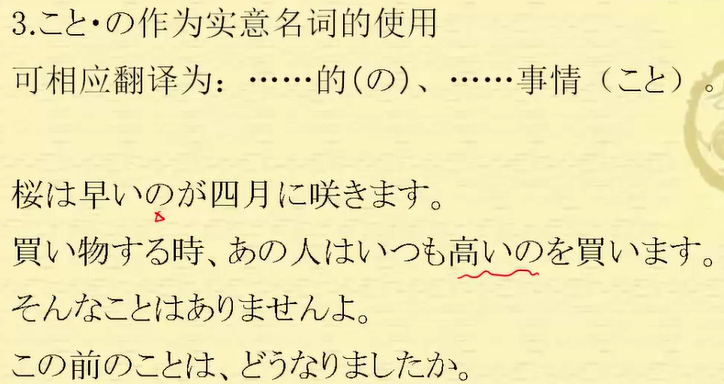 3.こと・の作为实意名词的使用
可相应翻译为：……的(の)、……事情（こと）。
桜は早いのが四月に咲きます。
買い物する時、あの人はいつも高いのを買います。
そんなことはありませんよ。
この前のことは、どうなりましたか。